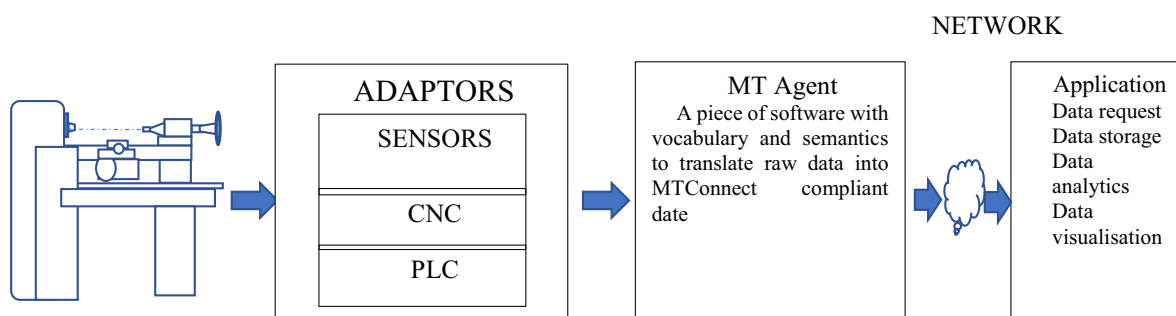 NETWORK
ADAPTORS
SENSORS
CNC
PLC
MT Agent
A piece of software with
vocabulary and semantics
to translate raw data into
MTConnect compliant
date
Application
Data request
Data storage
Data
analytics
Data
visualisation